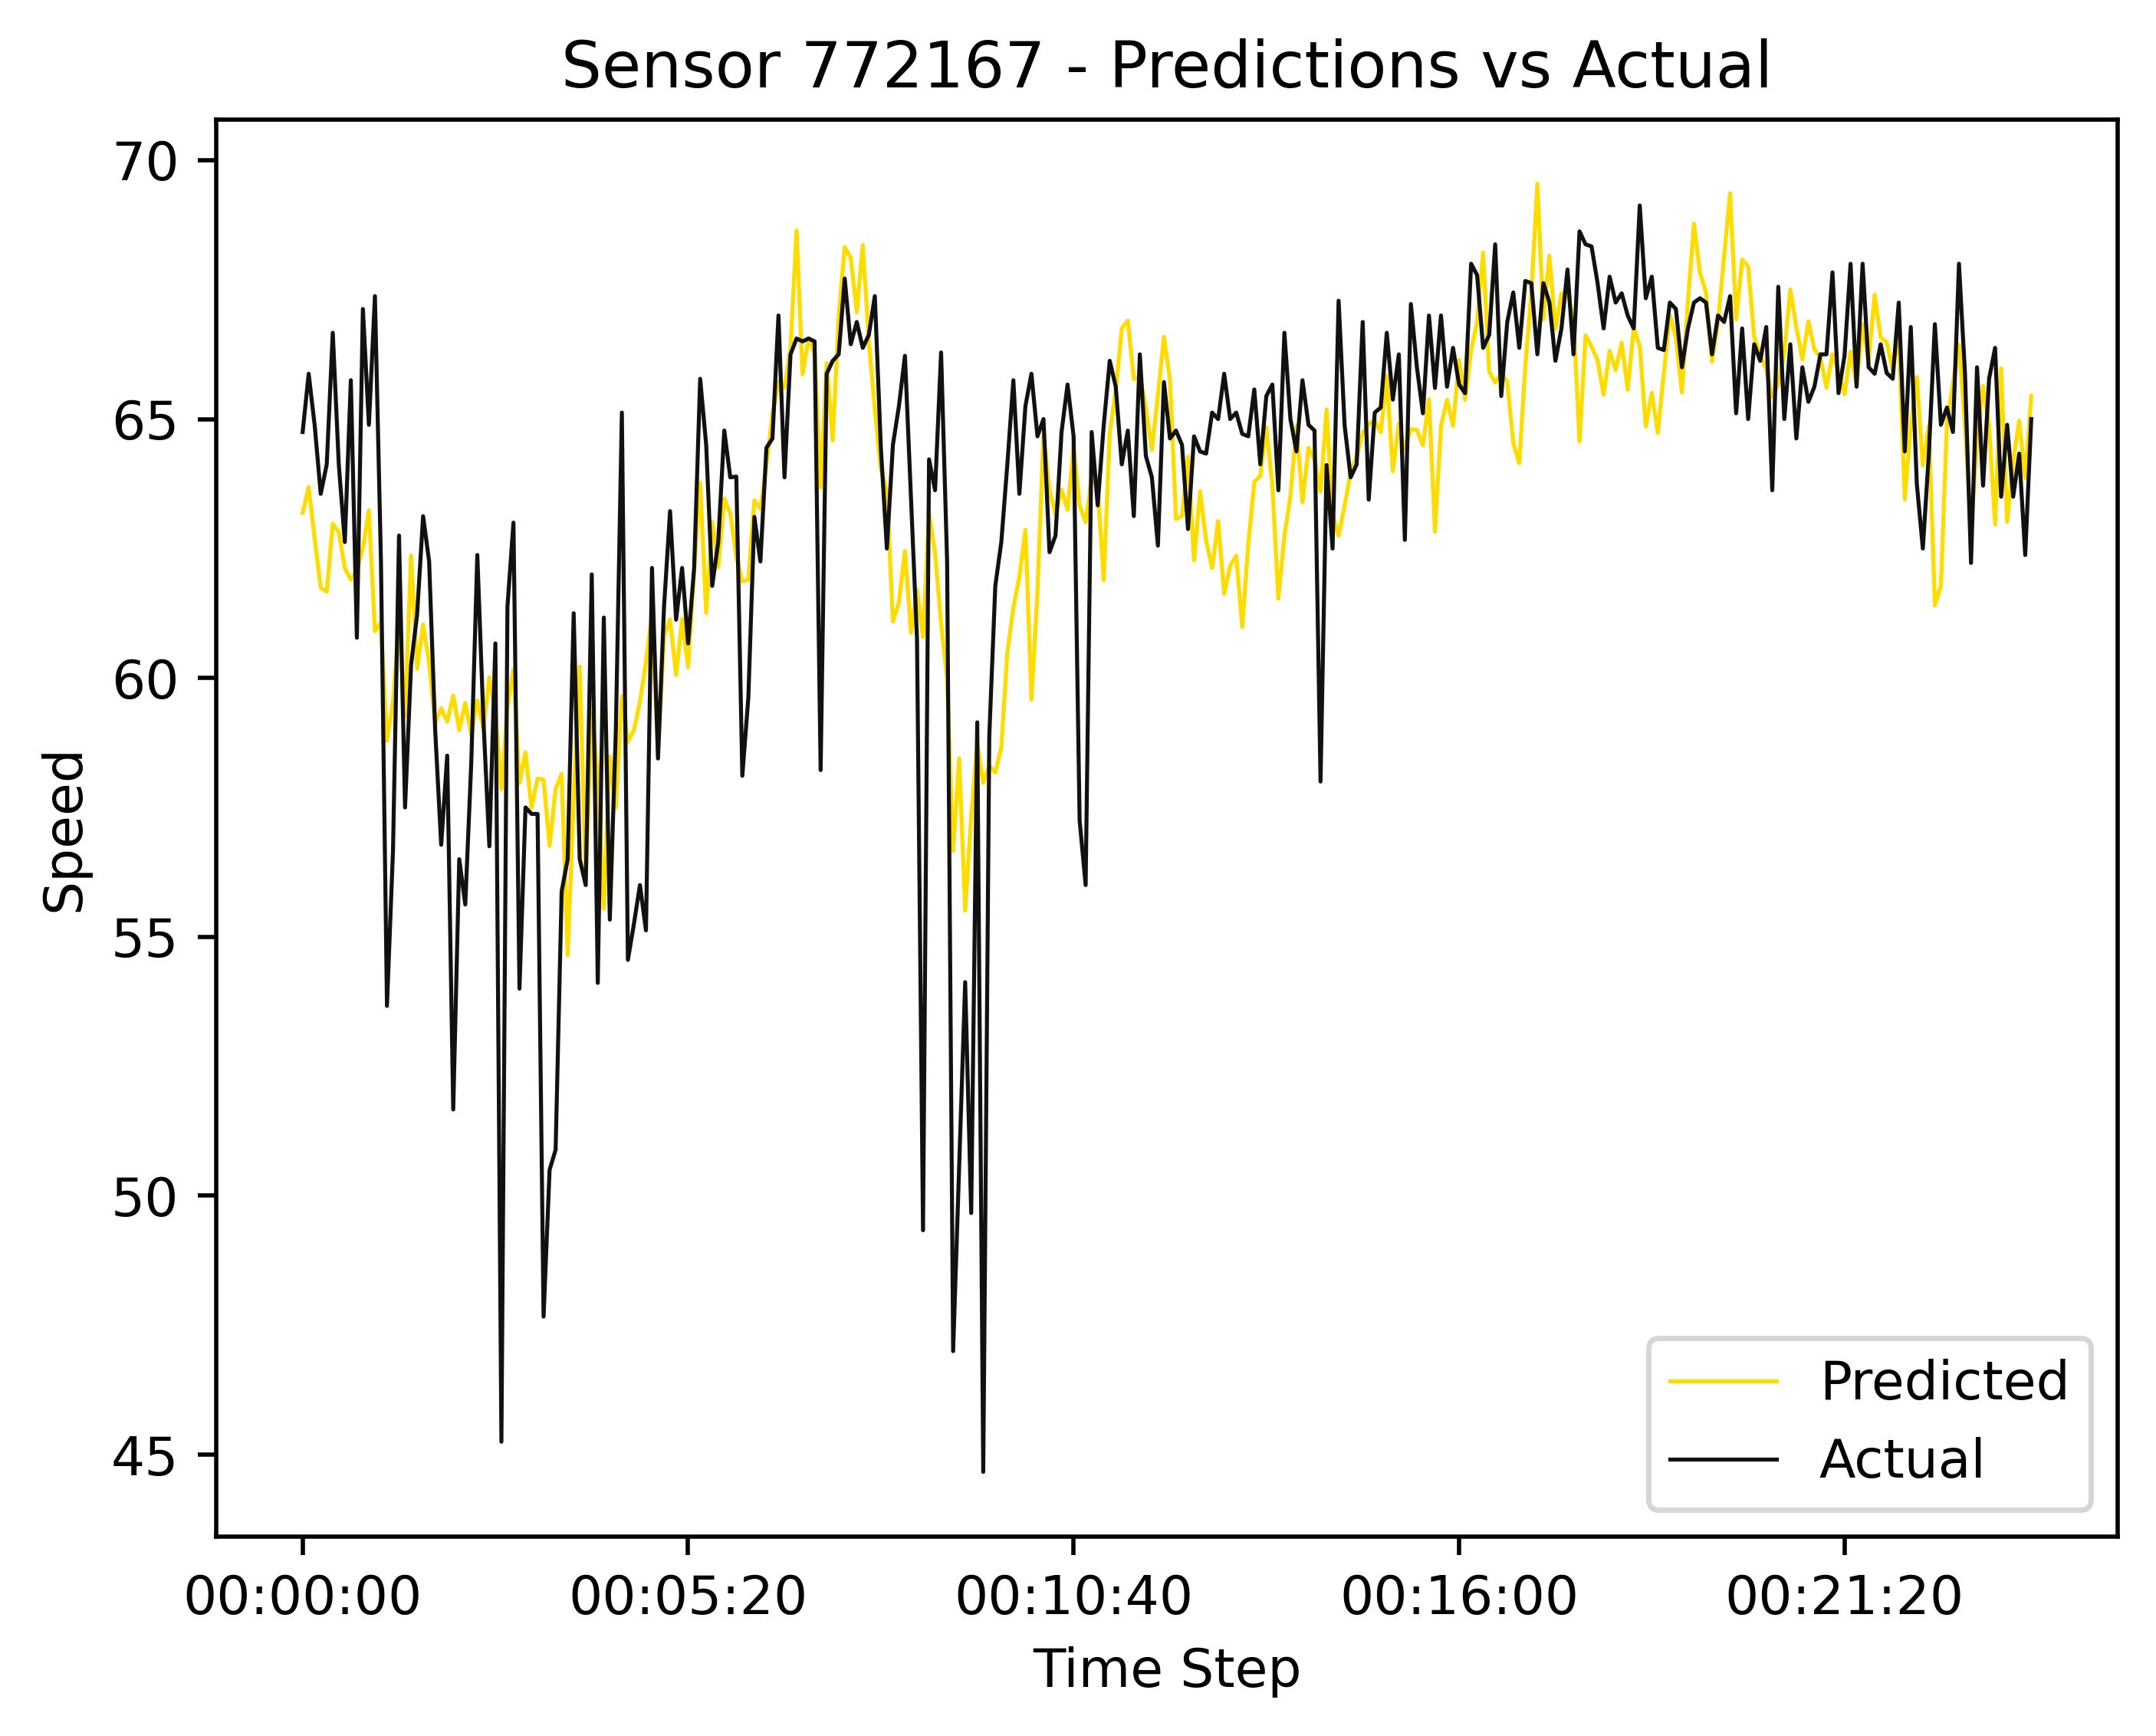 Sensor 772167 - Predictions vs Actual
70
65
60
55
50
45
Speed
00:00:00
00:05:20
00:10:40
00:16:00
00:21:20
Time Step
Predicted
Actual